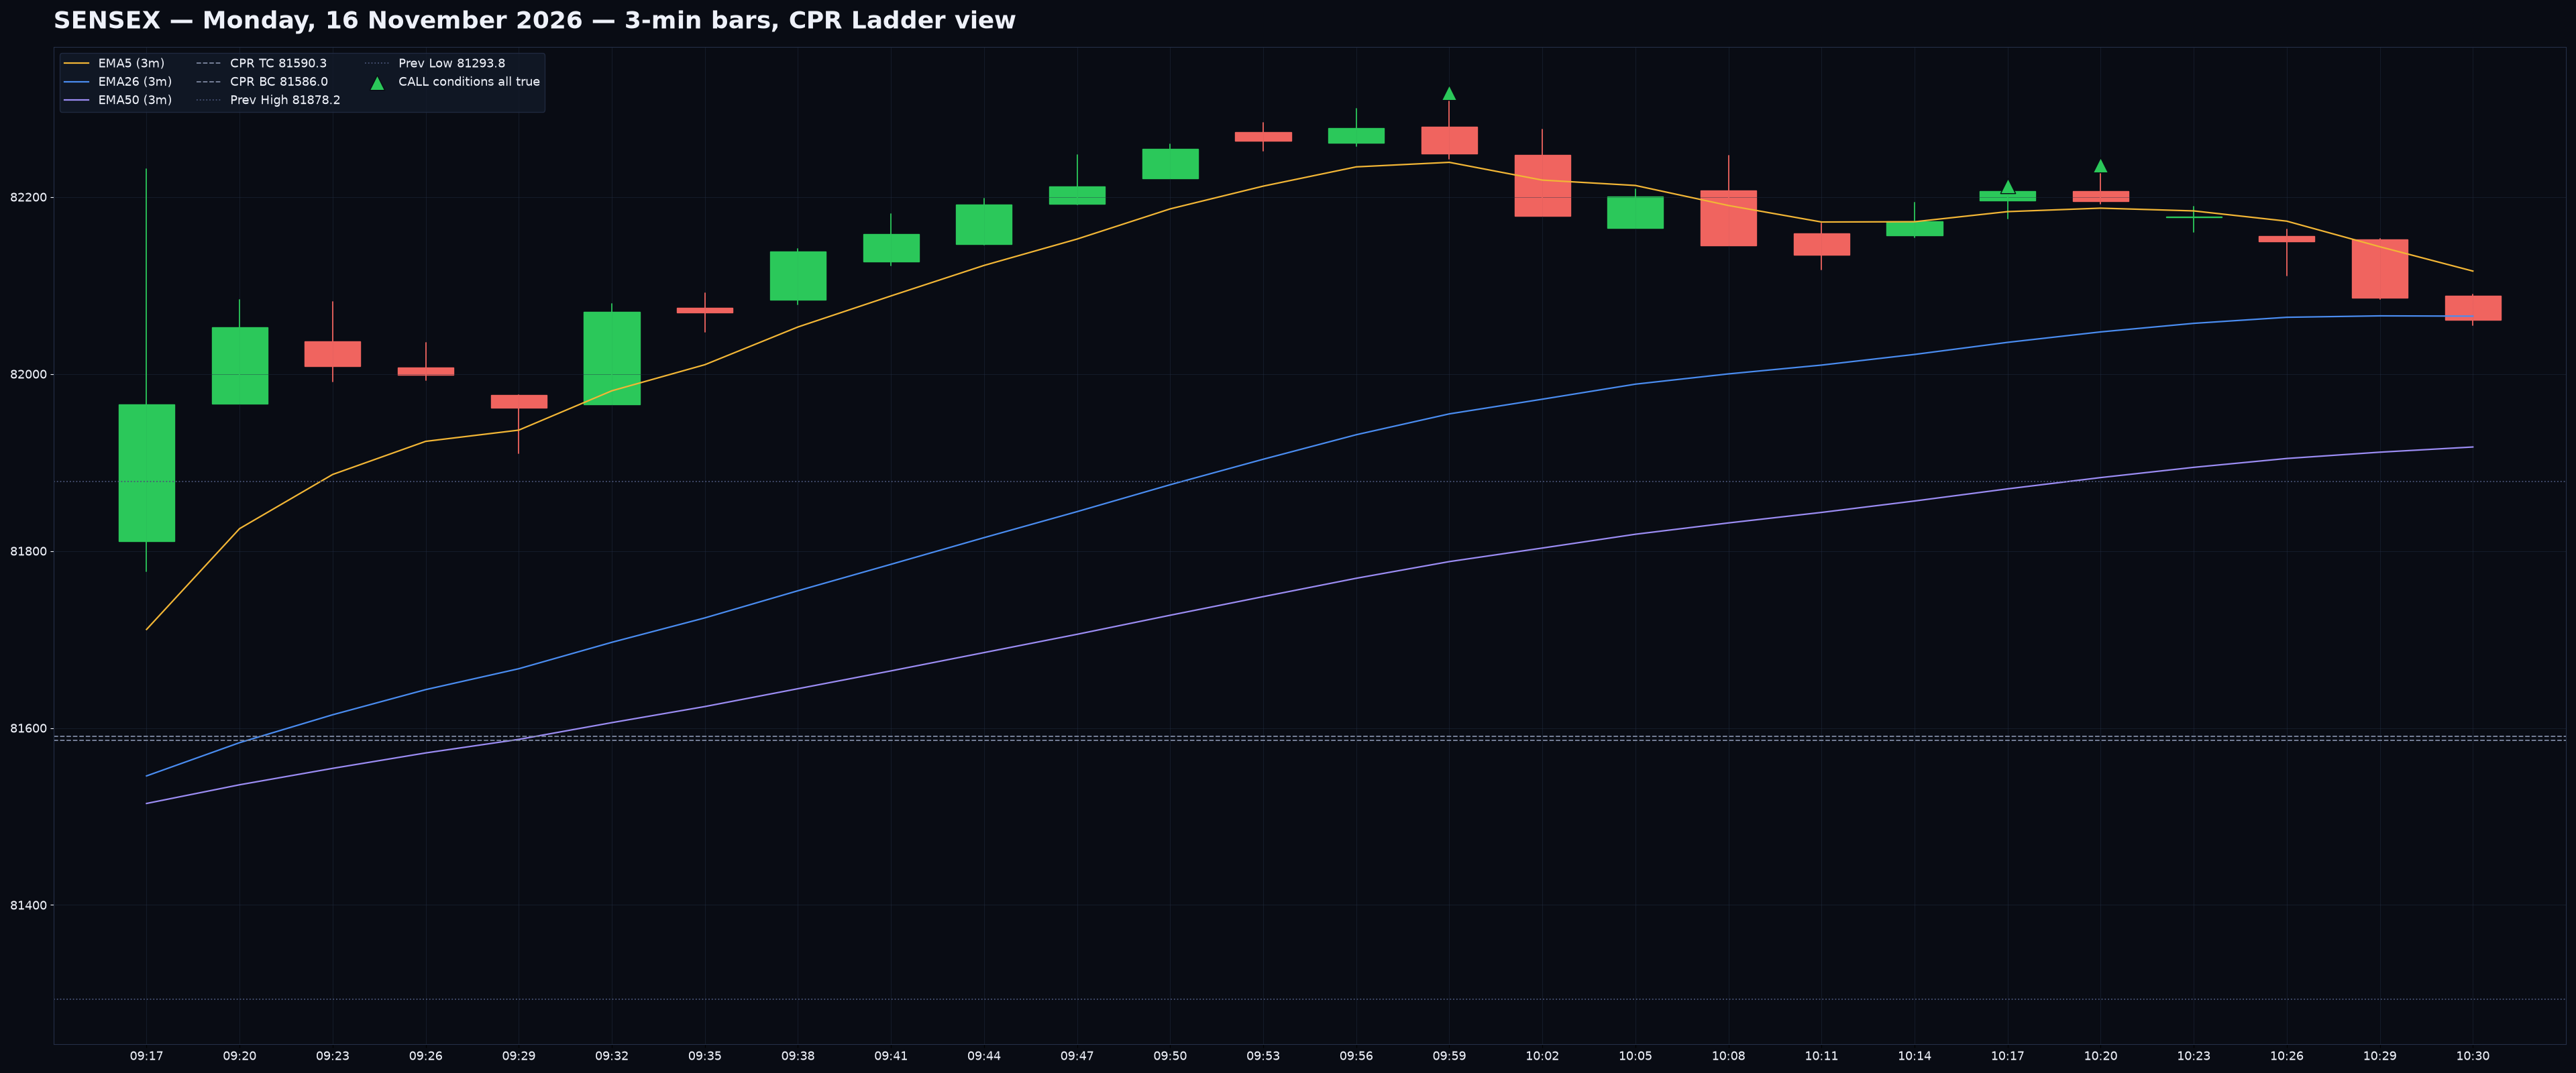 SENSEX — Monday, 16 November 2026 — 3-min bars, CPR Ladder view
EMA5 (3m)
EMA26 (3m)
EMA50 (3m)
CPR TC 81590.3
CPR BC 81586.0
Prev High 81878.2
Prev Low 81293.8
CALL conditions all true
82200
82000
81800
81600
81400
09:17 09:20 09:23 09:26 09:29 09:32 09:35 09:38 09:41 09:44 09:47 09:50 09:53 09:56 09:59 10:02 10:05 10:08 10:11 10:14 10:17 10:20 10:23 10:26 10:29 10:30